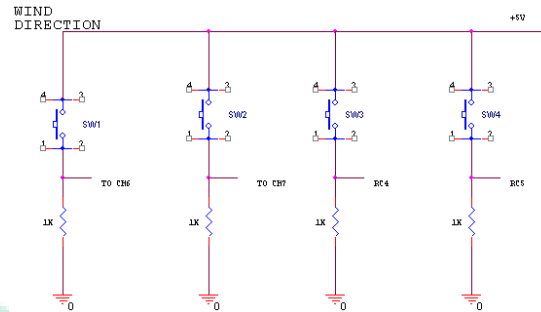 WIND
DIRECTION
+5V
4 3 4 3 4 3 4 3
SW1 SW2 SW3 SW4
1 2 1 2 1 2 1 2
TO CH6 TO CH7 RC4 RC5
1K 1K 1K 1K
0 0 0 0